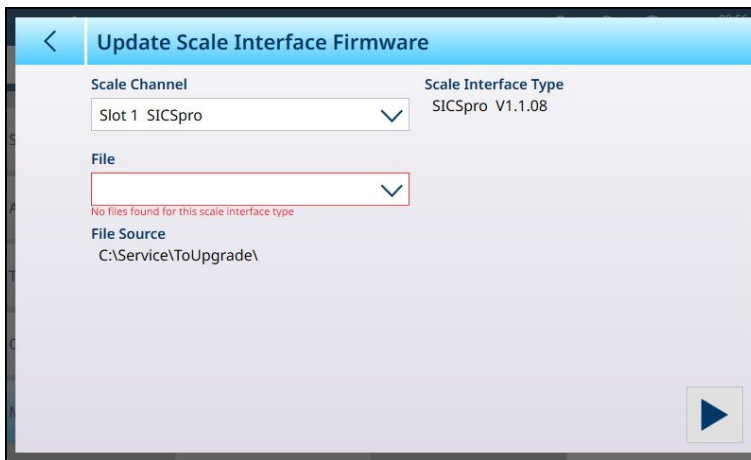 Update Scale Interface Firmware
Scale Channel
Slot 1 SICSpro
Scale Interface Type
SICSpro V1.1.08
File
No files found for this scale interface type
File Source
C:\Service\ToUpgrade\